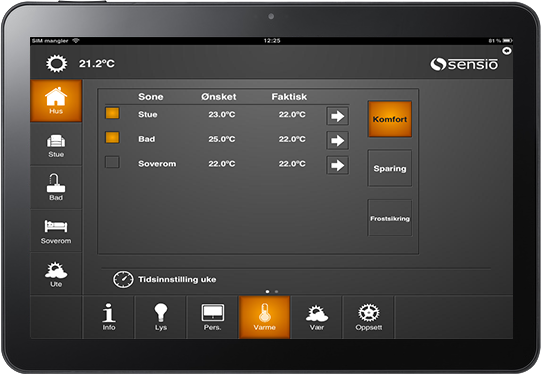 SIM mangler 12:25 81 %
21.2°C sensio
Hus
Stue
Bad
Soverom
Ute
Sone Ønsket Faktisk
Stue 23.0°C 22.0°C
Bad 25.0°C 22.0°C
Soverom 22.0°C 22.0°C
Komfort
Sparing
Frostsikring
Tidsinnstilling uke
Info Lys Pers. Varme Vær Oppsett